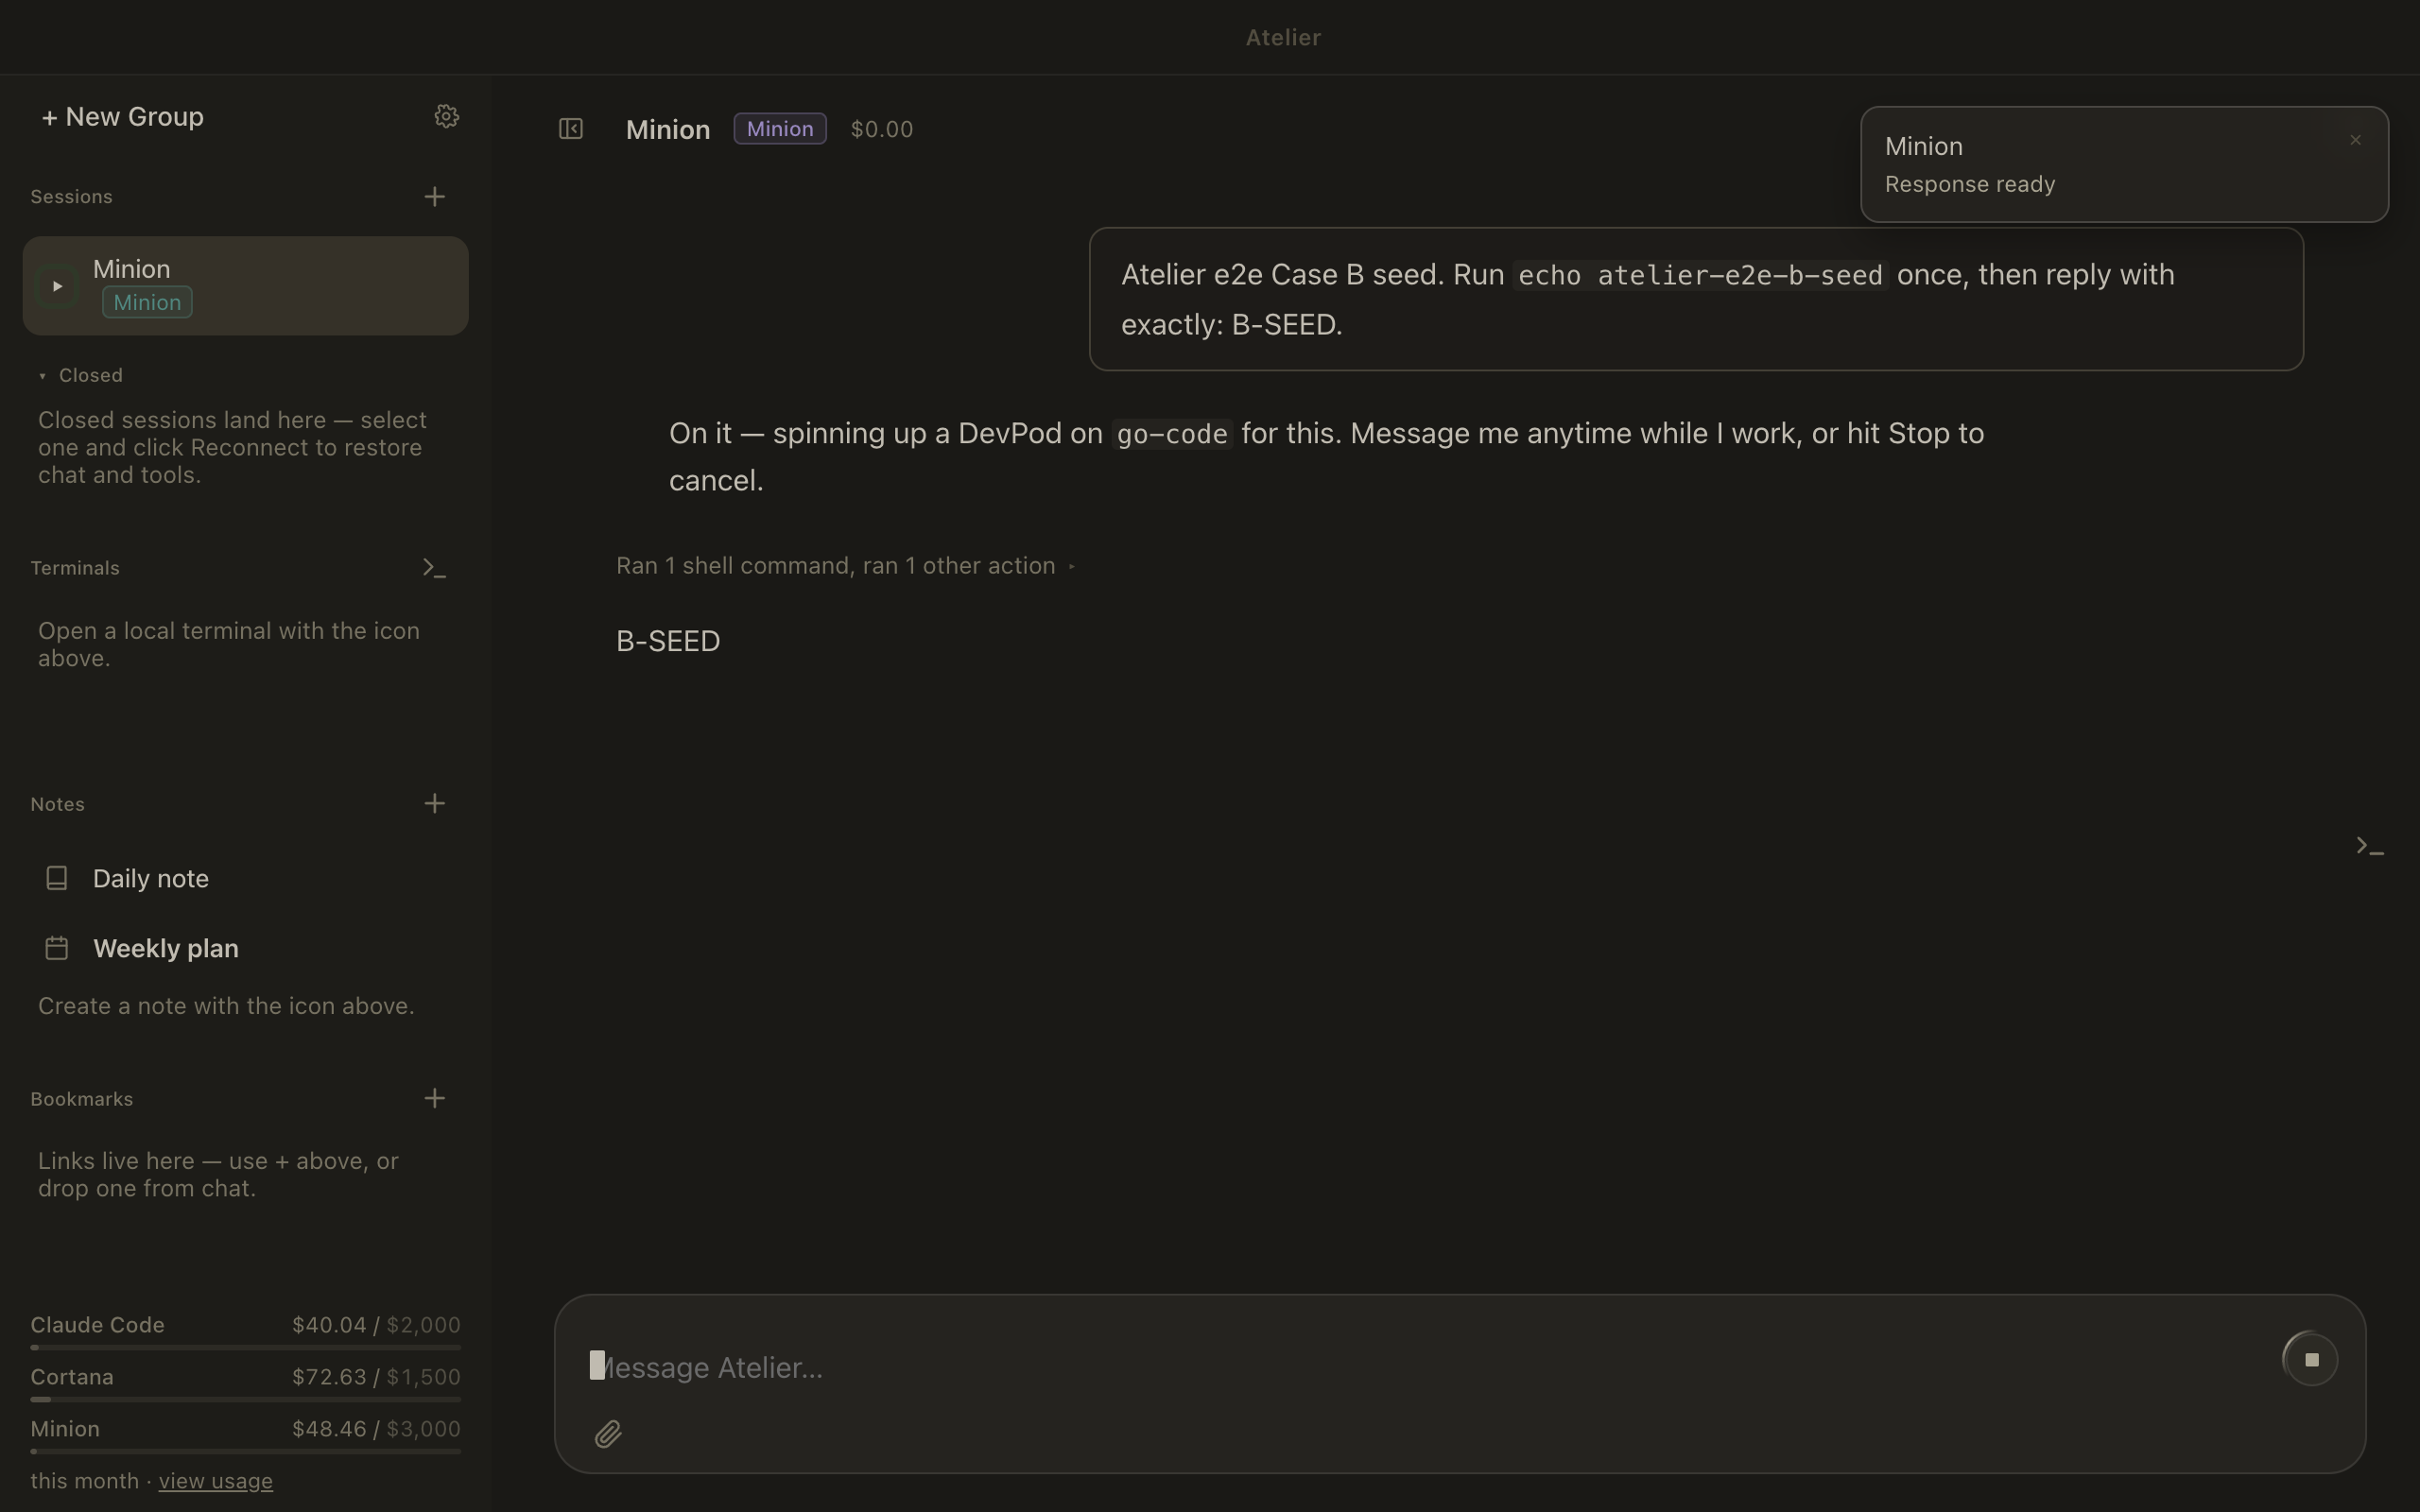 Atelier
+ New Group
Sessions
Minion
Minion
Closed
Closed sessions land here — select
one and click Reconnect to restore
chat and tools.
Terminals
Open a local terminal with the icon
above.
Notes
Daily note
Weekly plan
Create a note with the icon above.
Bookmarks
Links live here — use + above, or
drop one from chat.
Claude Code $40.04 / $2,000
Cortana $72.63 / $1,500
Minion $48.46 / $3,000
this month · view usage
Minion Minion $0.00
Minion
Response ready
Atelier e2e Case B seed. Run echo atelier-e2e-b-seed once, then reply with
exactly: B-SEED.
On it — spinning up a DevPod on go-code for this. Message me anytime while I work, or hit Stop to
cancel.
Ran 1 shell command, ran 1 other action
B-SEED
Message Atelier...